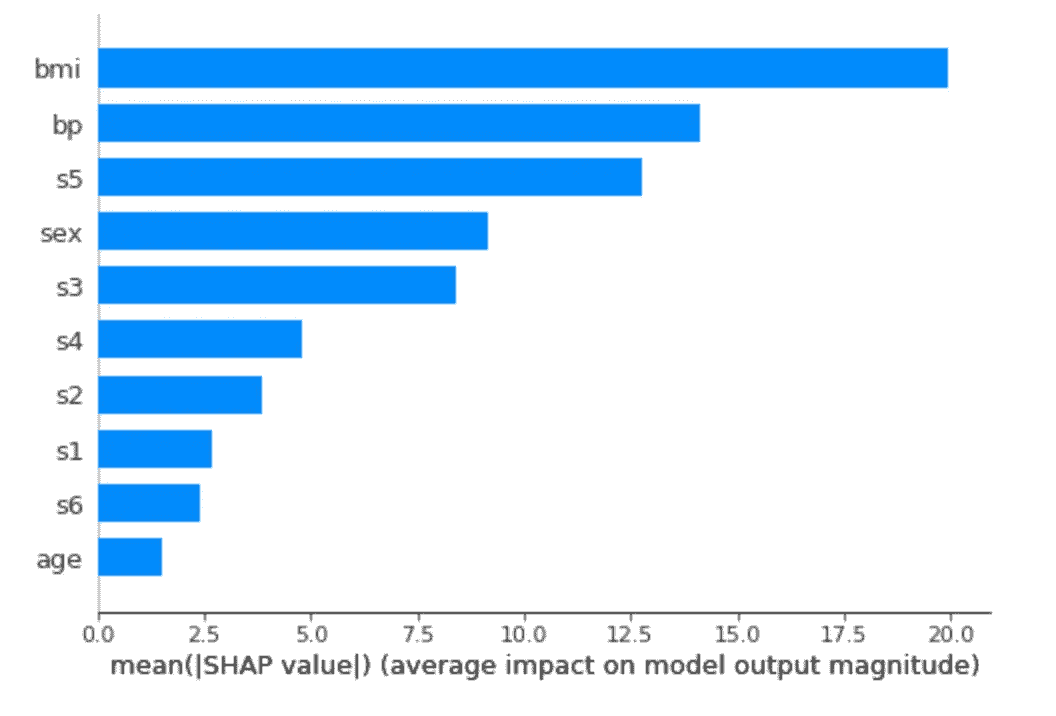 bmi
bp
s5
sex
s3
s4
s2
s1
s6
age
0.0 2.5 5.0 7.5 10.0 12.5 15.0 17.5 20.0
mean(|SHAP value|) (average impact on model output magnitude)